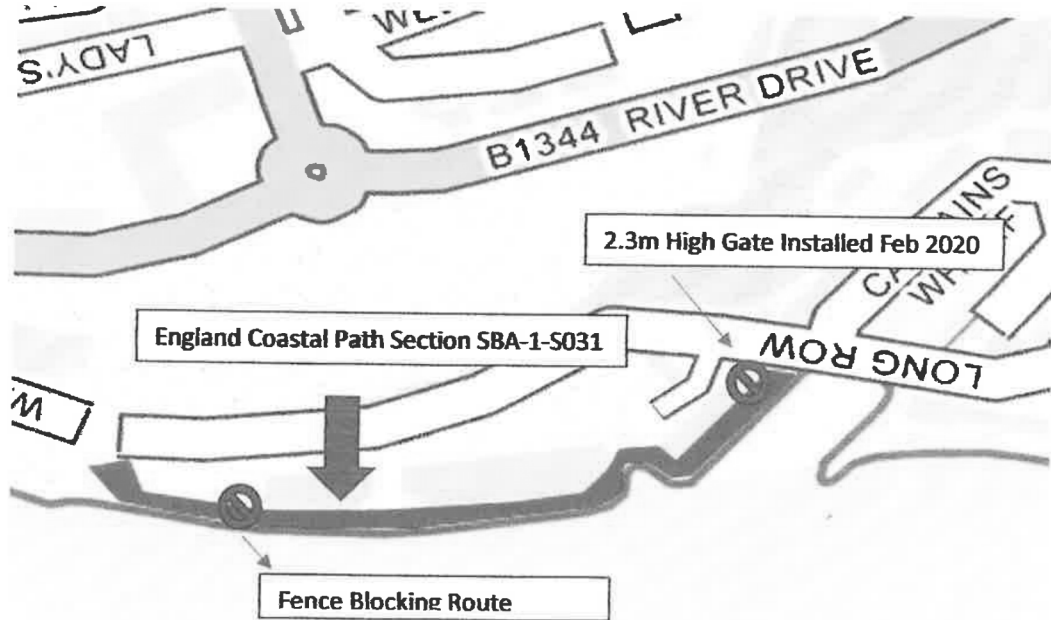 LADY'S
B1344 RIVER DRIVE
2.3m High Gate Installed Feb 2020
England Coastal Path Section SBA-1-S031
LONG ROW
W
Fence Blocking Route